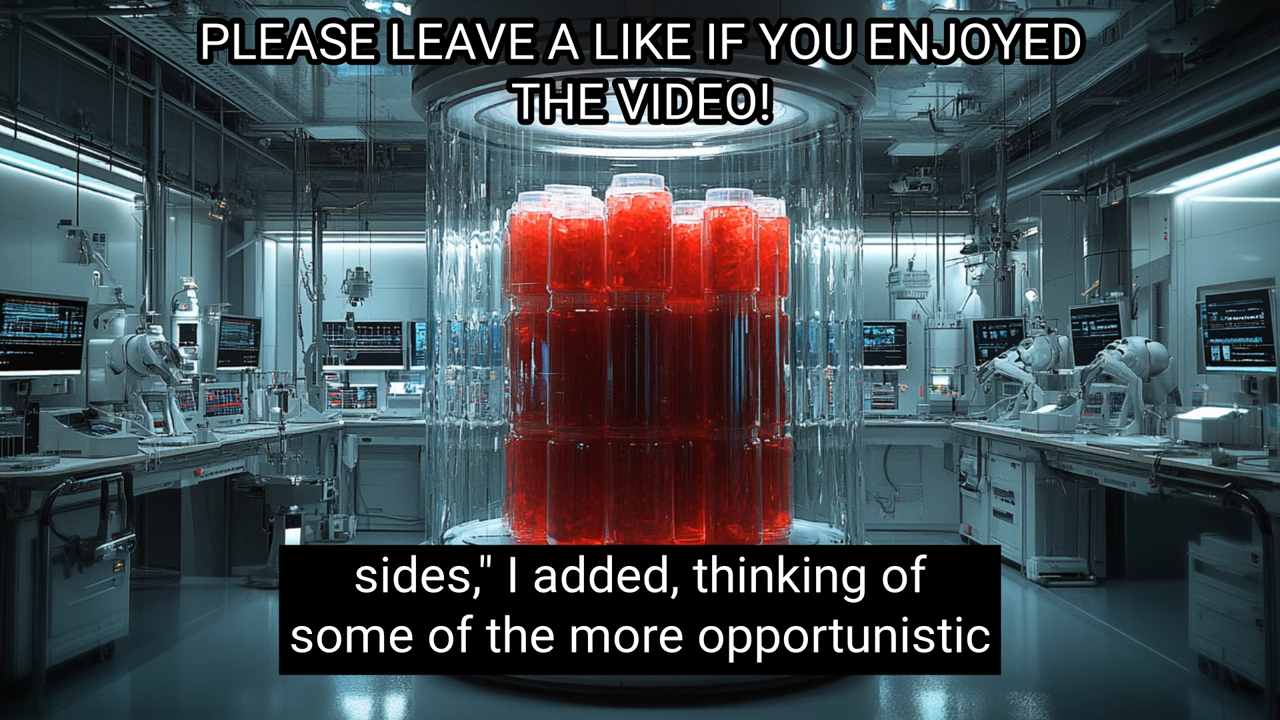 PLEASE LEAVE A LIKE IF YOU ENJOYED
THE VIDEO!
sides," I added, thinking of
some of the more opportunistic